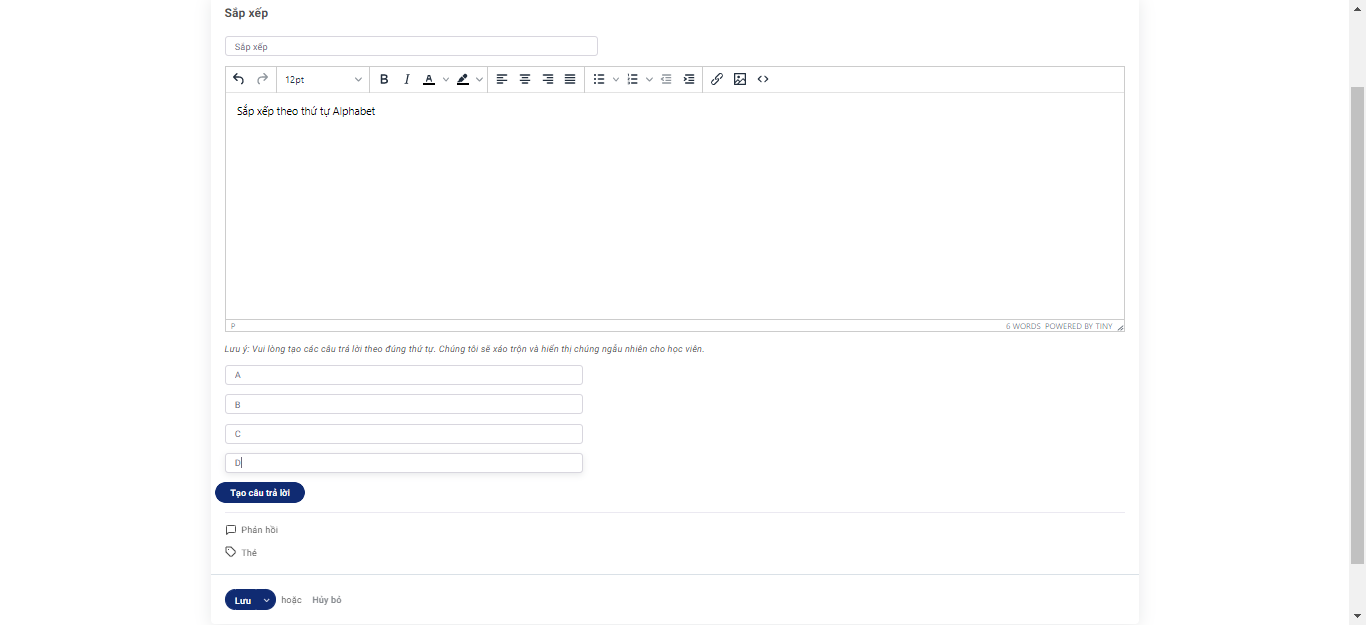 Sắp xếp
Sắp xếp
12pt
B I A
Sắp xếp theo thứ tự Alphabet
P
6 WORDS POWERED BY TINY
Lưu ý: Vui lòng tạo các câu trả lời theo đúng thứ tự. Chúng tôi sẽ xáo trộn và hiển thị chúng ngẫu nhiên cho học viên.
A
B
C
D
Tạo câu trả lời
Phản hồi
Thẻ
Lưu hoặc Hủy bỏ